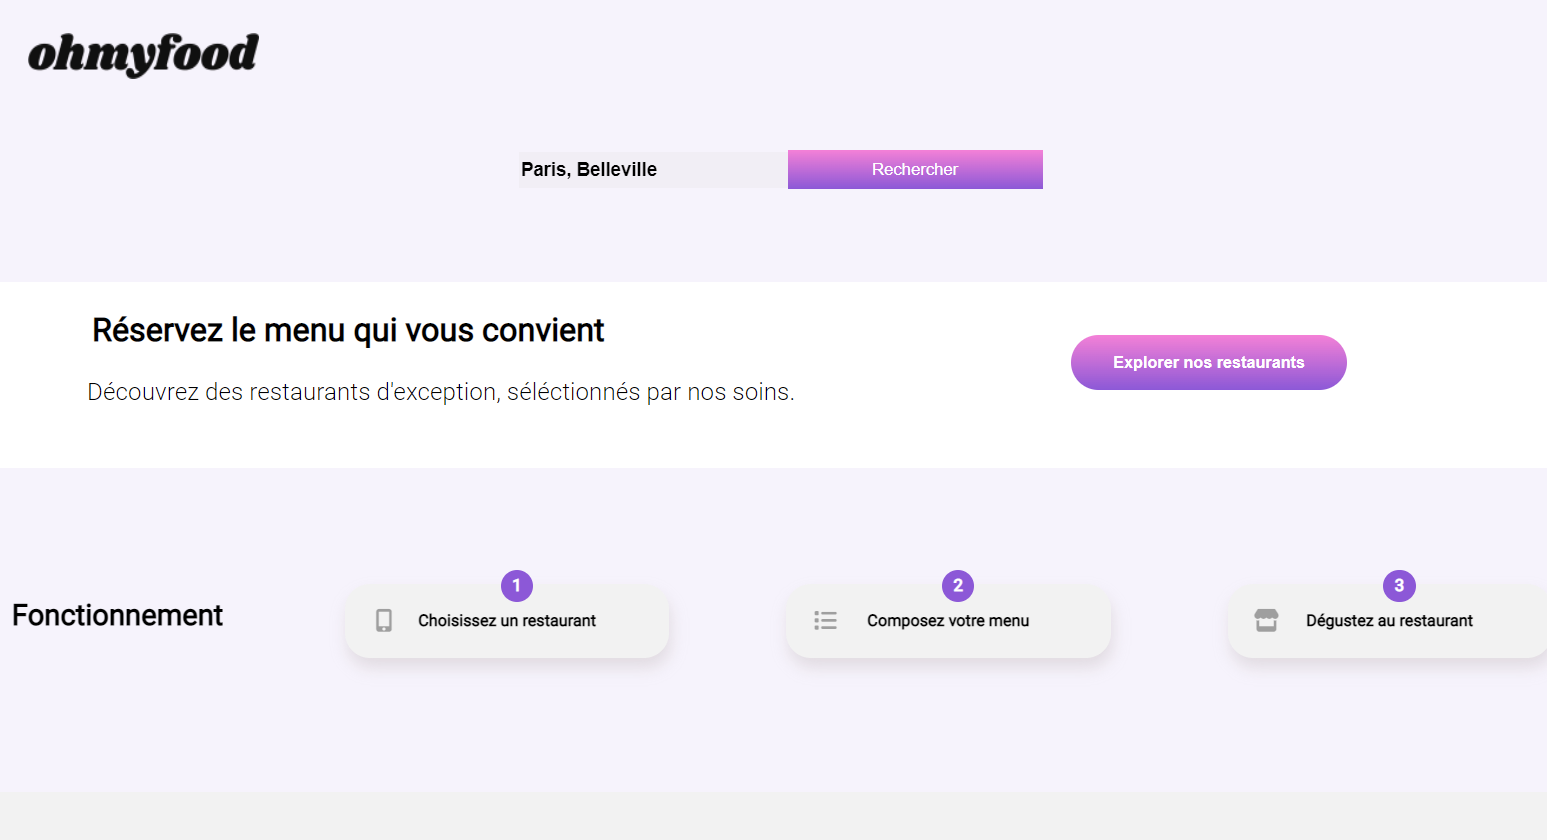 ohmyfood
Paris, Belleville
Rechercher
Réservez le menu qui vous convient
Découvrez des restaurants d'exception, séléctionnés par nos soins.
Explorer nos restaurants
Fonctionnement
1
Choisissez un restaurant
2
Composez votre menu
3
Dégustez au restaurant